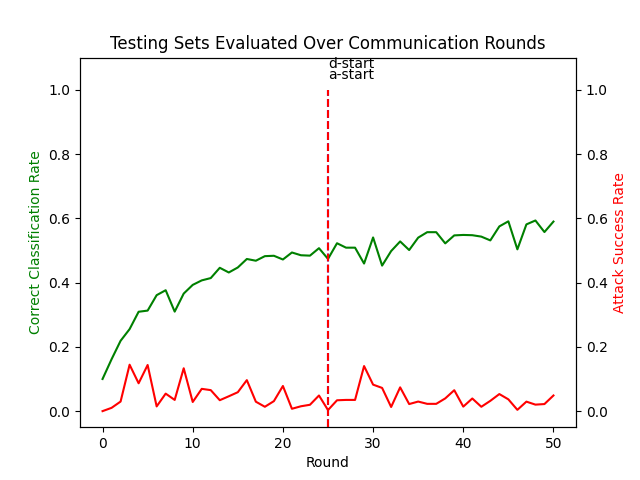 Testing Sets Evaluated Over Communication Rounds
d-start
a-start
1.0
0.8
0.6
0.4
0.2
0.0
Correct Classification Rate
1.0
0.8
0.6
0.4
0.2
0.0
Attack Success Rate
0 10 20 30 40 50
Round